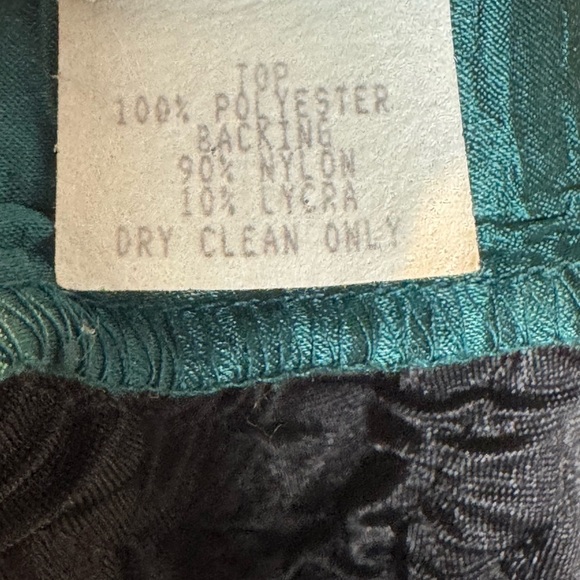 TOP
100% POLYESTER
BACKING
90% NYLON
10% LYCRA
DRY CLEAN ONLY